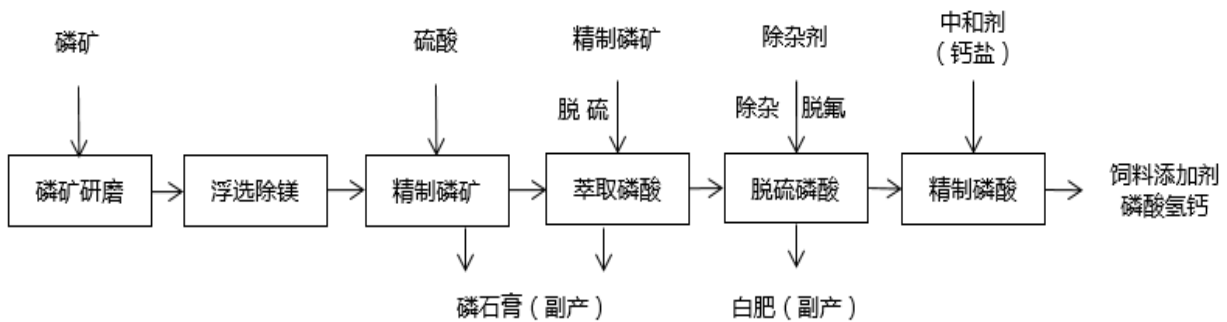 磷矿
硫酸
精制磷矿
除杂剂
中和剂
（钙盐）
脱 硫
除杂
脱氟
磷矿研磨
浮选除镁
精制磷矿
萃取磷酸
脱硫磷酸
精制磷酸
饲料添加剂
磷酸氢钙
磷石膏（副产）
白肥（副产）